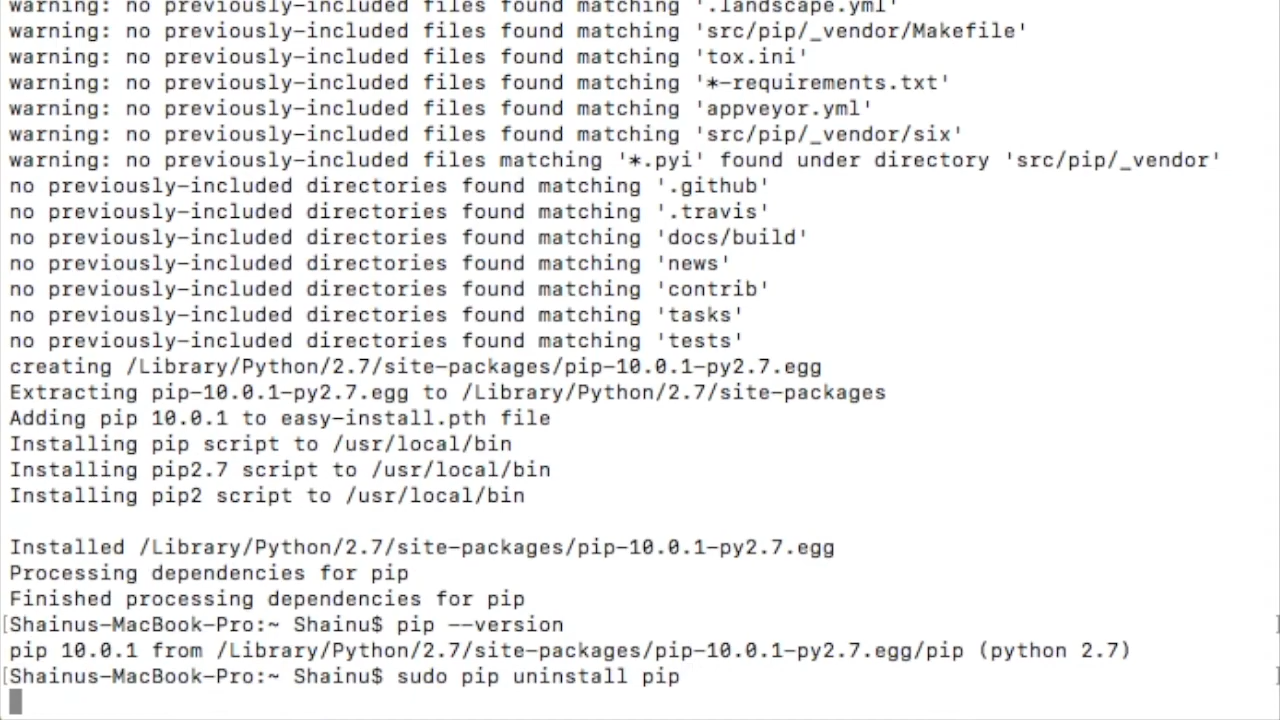 warning: no previously-included files found matching '.landscape.yml'
warning: no previously-included files found matching 'src/pip/_vendor/Makefile'
warning: no previously-included files found matching 'tox.ini'
warning: no previously-included files found matching '*-requirements.txt'
warning: no previously-included files found matching 'appveyor.yml'
warning: no previously-included files found matching 'src/pip/_vendor/six'
warning: no previously-included files matching '*.pyi' found under directory 'src/pip/_vendor'
no previously-included directories found matching '.github'
no previously-included directories found matching '.travis'
no previously-included directories found matching 'docs/build'
no previously-included directories found matching 'news'
no previously-included directories found matching 'contrib'
no previously-included directories found matching 'tasks'
no previously-included directories found matching 'tests'
creating /Library/Python/2.7/site-packages/pip-10.0.1-py2.7.egg
Extracting pip-10.0.1-py2.7.egg to /Library/Python/2.7/site-packages
Adding pip 10.0.1 to easy-install.pth file
Installing pip script to /usr/local/bin
Installing pip2.7 script to /usr/local/bin
Installing pip2 script to /usr/local/bin
Installed /Library/Python/2.7/site-packages/pip-10.0.1-py2.7.egg
Processing dependencies for pip
Finished processing dependencies for pip
[Shainus-MacBook-Pro:~ Shainu$ pip --version ]
pip 10.0.1 from /Library/Python/2.7/site-packages/pip-10.0.1-py2.7.egg/pip (python 2.7)
[Shainus-MacBook-Pro:~ Shainu$ sudo pip uninstall pip ]